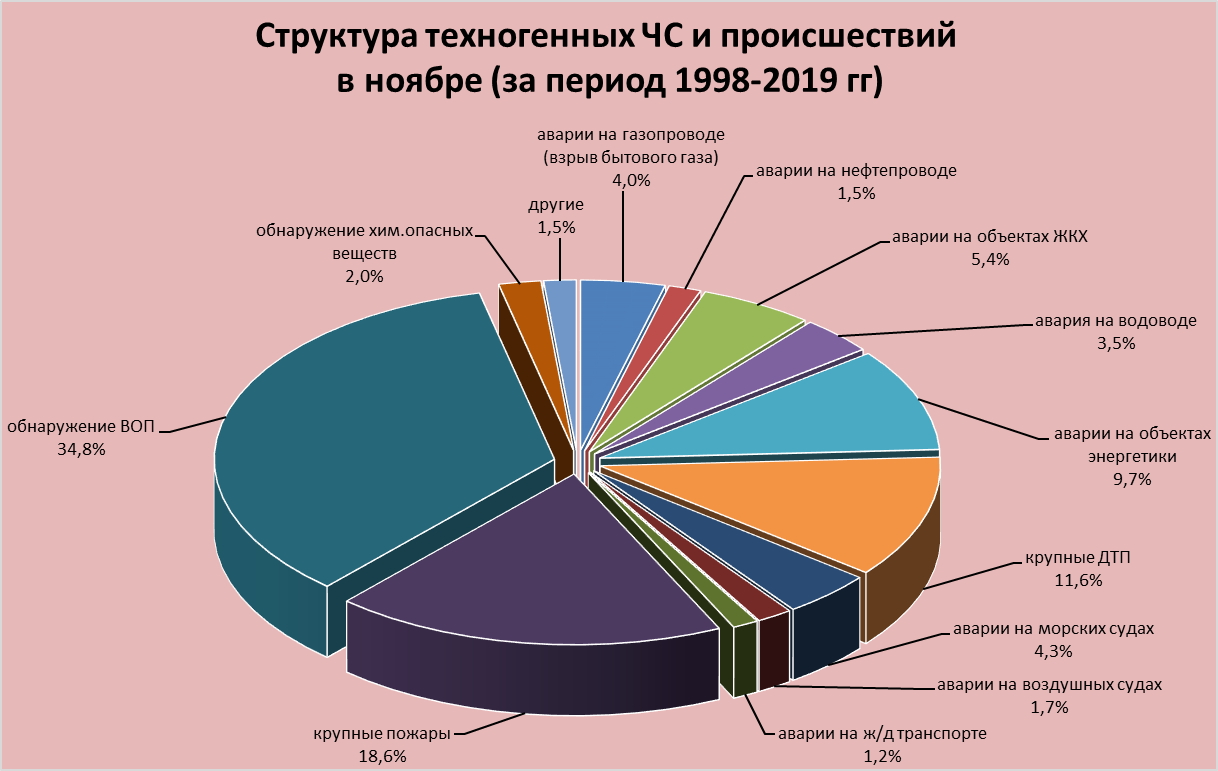 Структура техногенных ЧС и происшествий
в ноябре (за период 1998-2019 гг)
аварии на газопроводе
(взрыв бытового газа)
4,0%
аварии на нефтепроводе
1,5%
аварии на объектах ЖКХ
5,4%
авария на водоводе
3,5%
аварии на объектах
энергетики
9,7%
крупные ДТП
11,6%
аварии на морских судах
4,3%
аварии на воздушных судах
1,7%
аварии на ж/д транспорте
1,2%
крупные пожары
18,6%
обнаружение ВОП
34,8%
обнаружение хим.опасных
веществ
2,0%
другие
1,5%